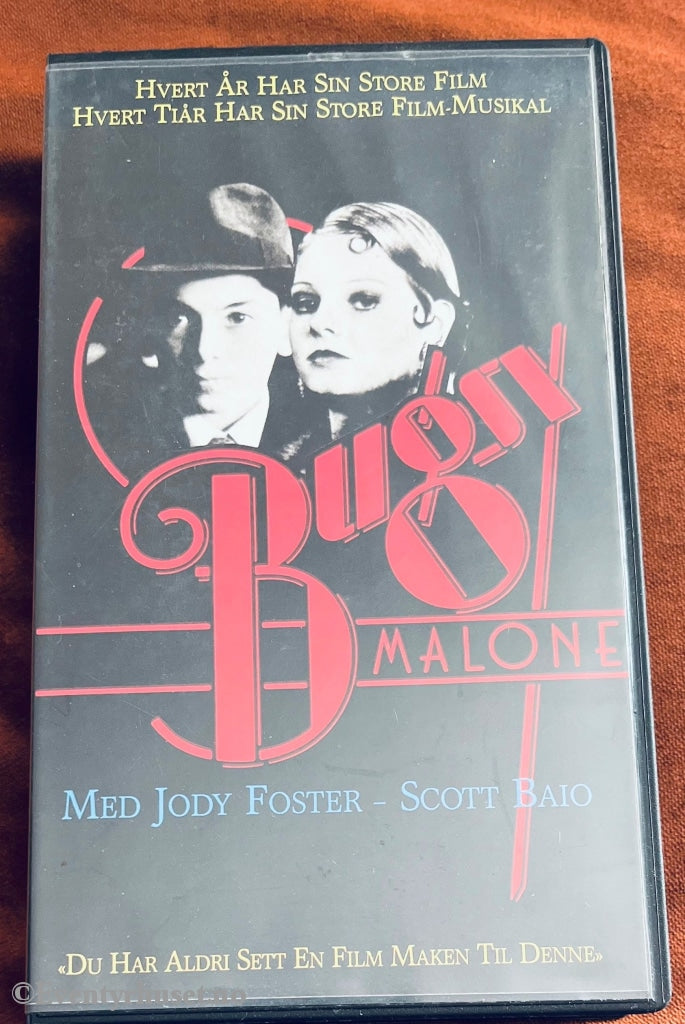 Hvert År Har Sin Store Film
Hvert Tiår Har Sin Store Film-Musikal
Bugsy
MALONE
Med Jody Foster - Scott Baio
«Du Har Aldri Sett En Film Maken Til Denne»